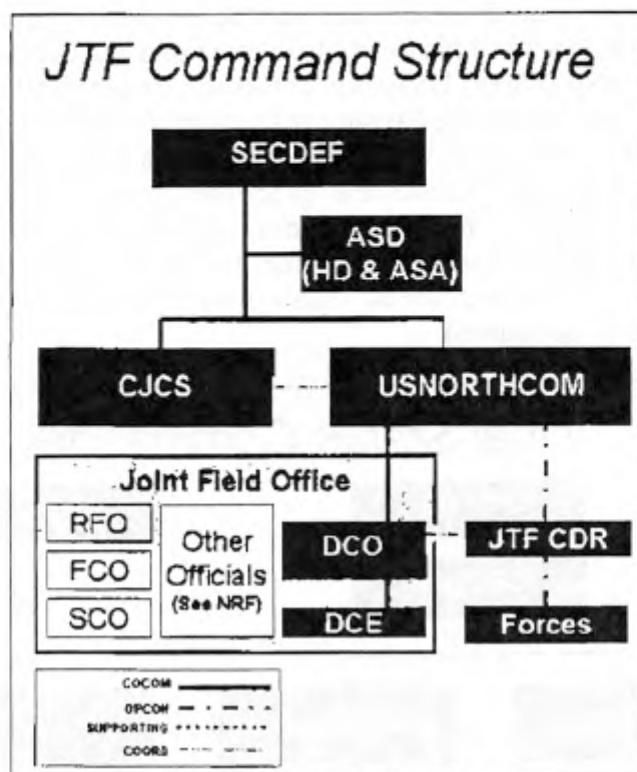 JTF Command Structure
SECDEF
ASD
(HD & ASA)
CJCS
USNORTHCOM
Joint Field Office
RFO
FCO
SCO
Other
Officials
(See NRF)
DCO
DCE
JTF CDR
Forces
COCOM
OPCON
SUPPORTING
COORD